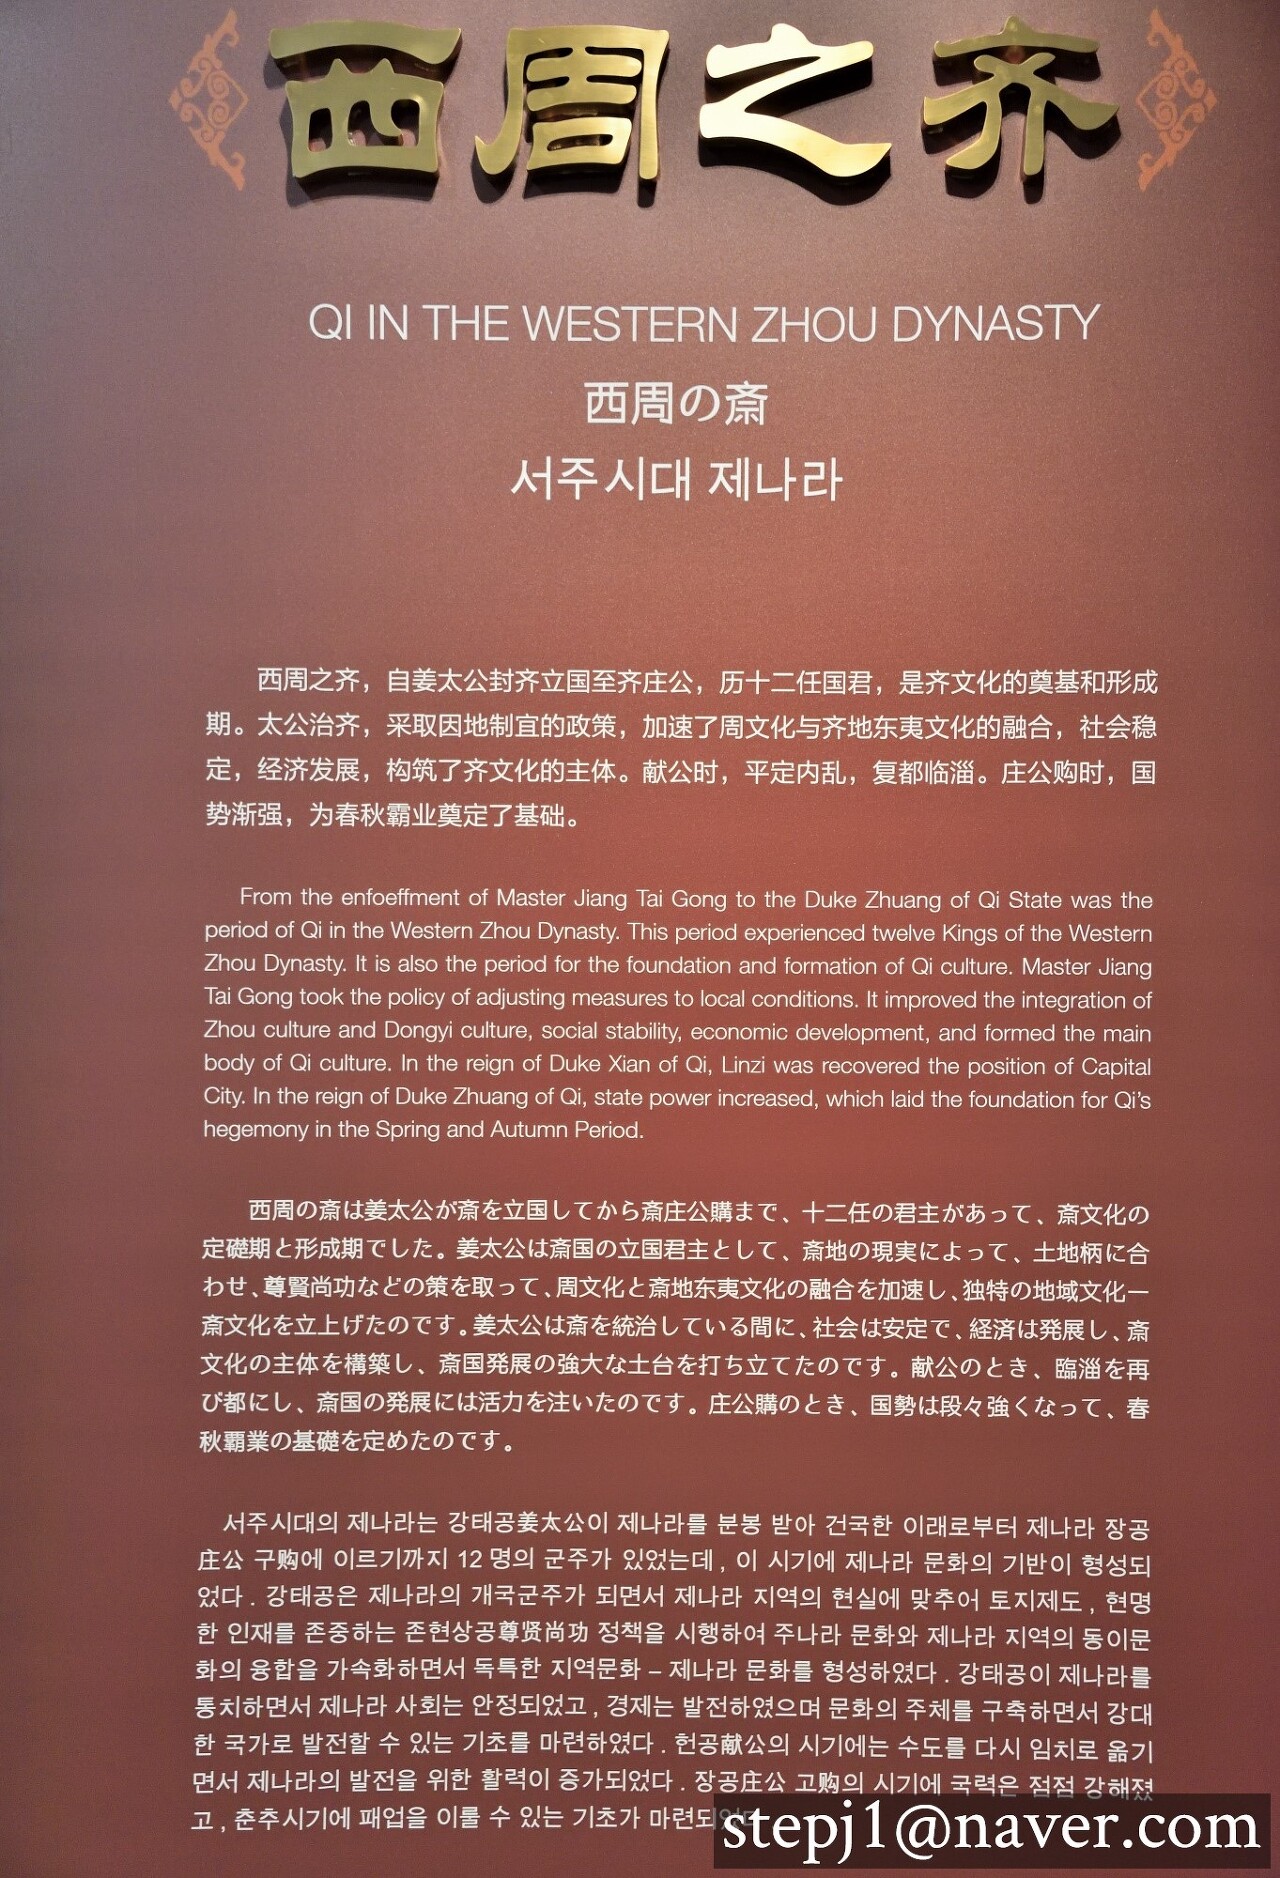 西周之齐
QI IN THE WESTERN ZHOU DYNASTY
西周の斎
서주시대 제나라
西周之齐，自姜太公封齐立国至齐庄公，历十二任国君，是齐文化的奠基和形成
期。太公治齐，采取因地制宜的政策，加速了周文化与齐地东夷文化的融合，社会稳
定，经济发展，构筑了齐文化的主体。献公时，平定内乱，复都临淄。庄公购时，国
势渐强，为春秋霸业奠定了基础。
From the enfoeffment of Master Jiang Tai Gong to the Duke Zhuang of Qi State was the
period of Qi in the Western Zhou Dynasty. This period experienced twelve Kings of the Western
Zhou Dynasty. It is also the period for the foundation and formation of Qi culture. Master Jiang
Tai Gong took the policy of adjusting measures to local conditions. It improved the integration of
Zhou culture and Dongyi culture, social stability, economic development, and formed the main
body of Qi culture. In the reign of Duke Xian of Qi, Linzi was recovered the position of Capital
City. In the reign of Duke Zhuang of Qi, state power increased, which laid the foundation for Qi's
hegemony in the Spring and Autumn Period.
西周の斎は姜太公が斎を立国してから斎庄公購まで、十二任の君主があって、斎文化の
定礎期と形成期でした。姜太公は斎国の立国君主として、斎地の現実によって、土地柄に合
わせ、尊賢尚功などの策を取って、周文化と斎地东夷文化の融合を加速し、独特の地域文化一
斎文化を立上げたのです。姜太公は斎を統治している間に、社会は安定で、経済は発展し、斎
文化の主体を構築し、斎国発展の強大な土台を打ち立てたのです。献公のとき、臨淄を再
び都にし、斎国の発展には活力を注いたのです。庄公購のとき、国勢は段々強くなって、春
秋覇業の基礎を定めたのです。
서주시대의 제나라는 강태공姜太公이 제나라를 분봉 받아 건국한 이래로부터 제나라 장공
庄公 구购에 이르기까지 12 명의 군주가 있었는데, 이 시기에 제나라 문화의 기반이 형성되
었다. 강태공은 제나라의 개국군주가 되면서 제나라 지역의 현실에 맞추어 토지제도, 현명
한 인재를 존중하는 존현상공尊贤尚功 정책을 시행하여 주나라 문화와 제나라 지역의 동이문
화의 융합을 가속화하면서 독특한 지역문화 – 제나라 문화를 형성하였다. 강태공이 제나라를
통치하면서 제나라 사회는 안정되었고, 경제는 발전하였으며 문화의 주체를 구축하면서 강대
한 국가로 발전할 수 있는 기초를 마련하였다. 헌공献公의 시기에는 수도를 다시 임치로 옮기
면서 제나라의 발전을 위한 활력이 증가되었다. 장공庄公 고购의 시기에 국력은 점점 강해졌
고, 춘추시기에 패업을 이룰 수 있는 기초가 마련되었다
stepj1@naver.com